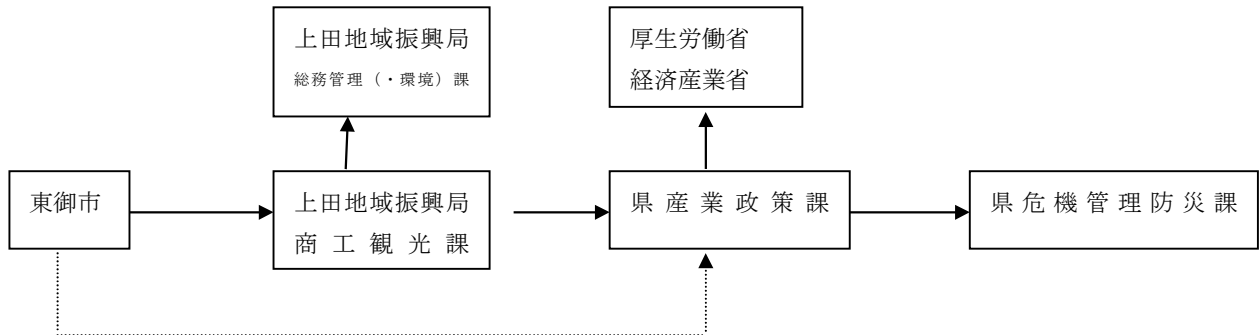 上田地域振興局
総務管理（・環境）課
厚生労働省
経済産業省
東御市
上田地域振興局
商工観光課
県産業政策課
県危機管理防災課